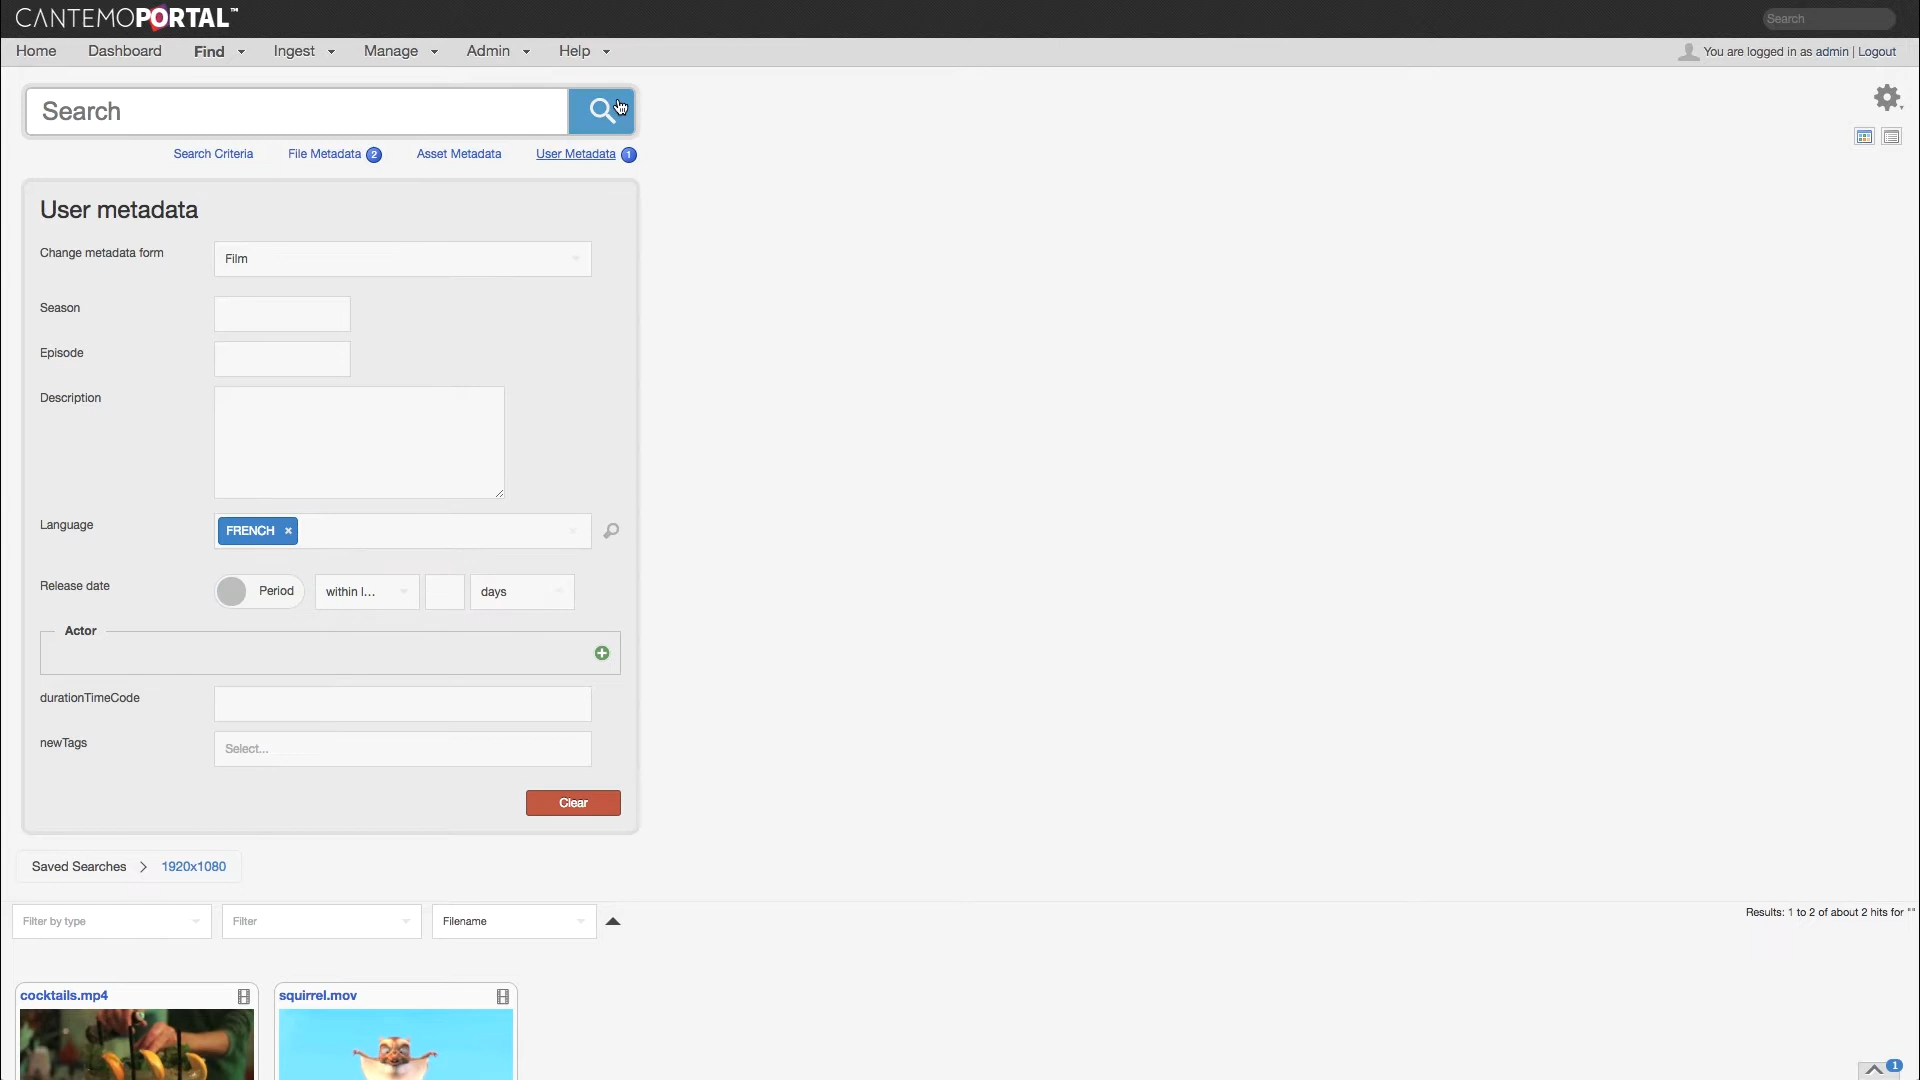 CANTEMOPORTAL™
Search
Home Dashboard Find Ingest Manage Admin Help
You are logged in as admin | Logout
Search
Search Criteria File Metadata 2 Asset Metadata User Metadata 1
User metadata
Change metadata form Film
Season
Episode
Description
Language FRENCH ×
Release date Period within l... days
Actor
durationTimeCode
newTags Select...
Clear
Saved Searches > 1920x1080
Filter by type Filter Filename
Results: 1 to 2 of about 2 hits for ""
cocktails.mp4 squirrel.mov
1